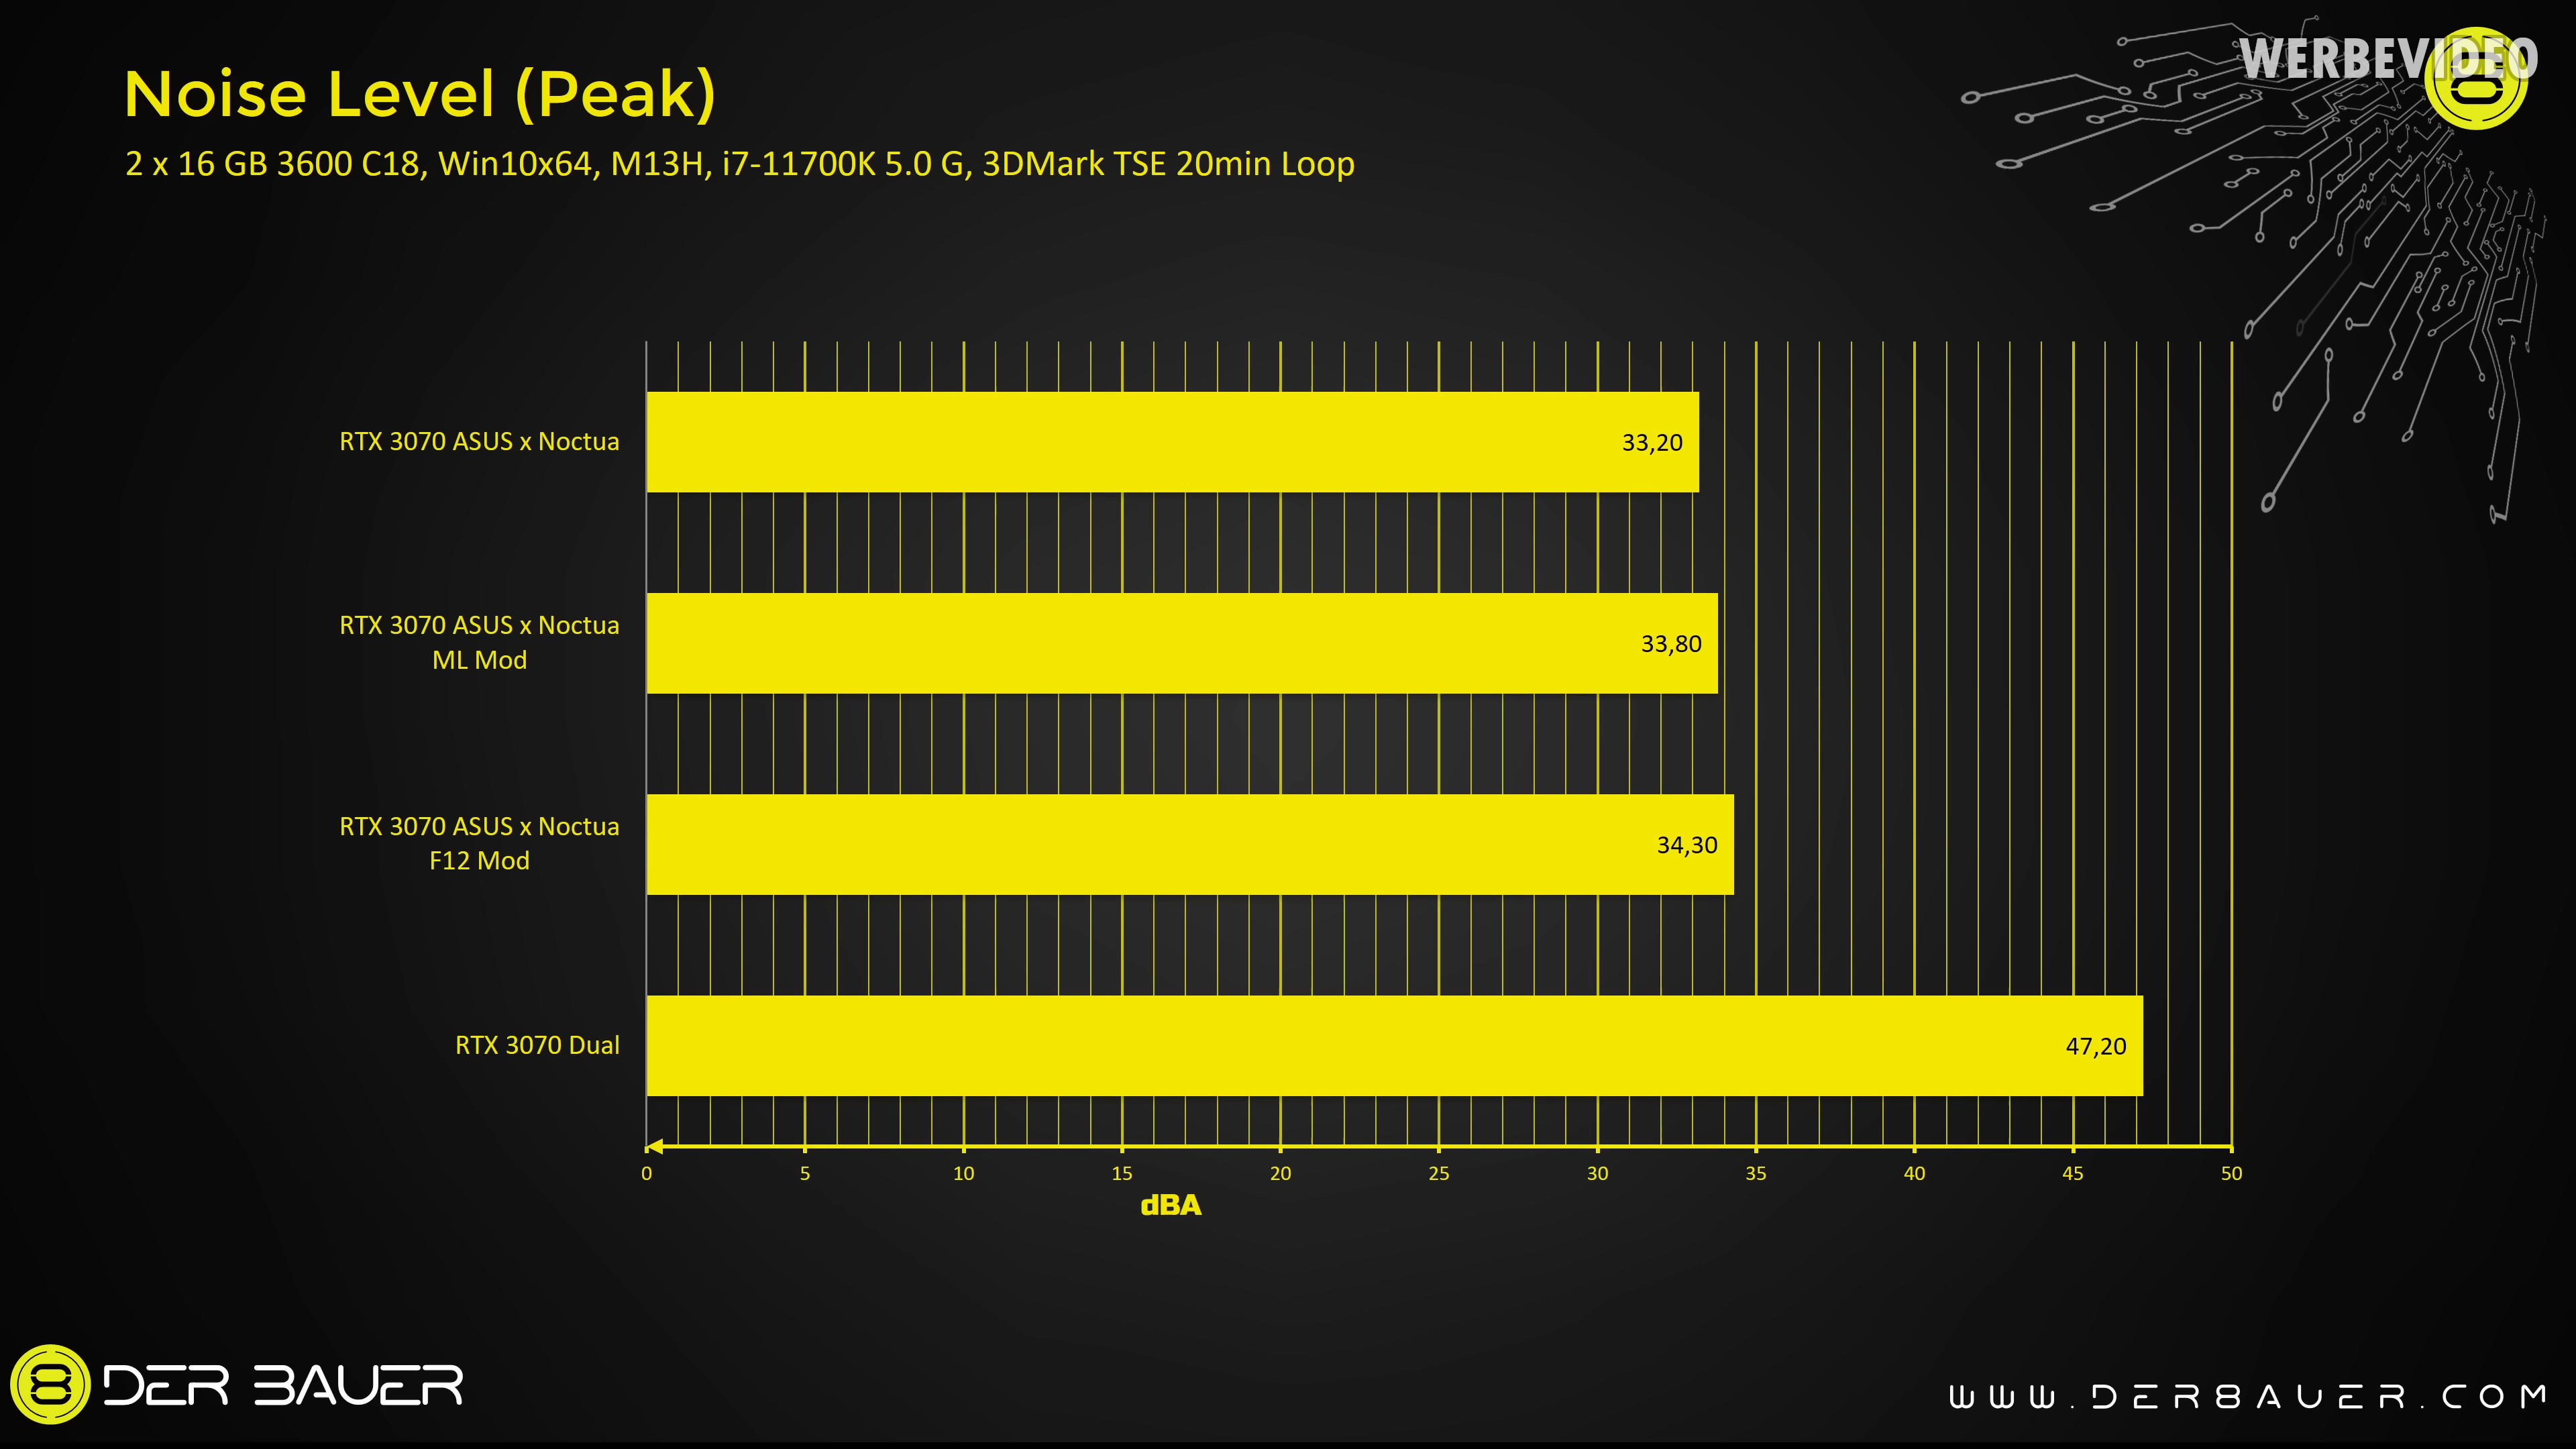 WERBEVIDEO
Noise Level (Peak)
2 x 16 GB 3600 C18, Win10x64, M13H, i7-11700K 5.0 G, 3DMark TSE 20min Loop
RTX 3070 ASUS x Noctua
33,20
RTX 3070 ASUS x Noctua
ML Mod
33,80
RTX 3070 ASUS x Noctua
F12 Mod
34,30
RTX 3070 Dual
47,20
0 5 10 15 20 25 30 35 40 45 50
dBA
DER 8AUER
WWW.DER8AUER.COM